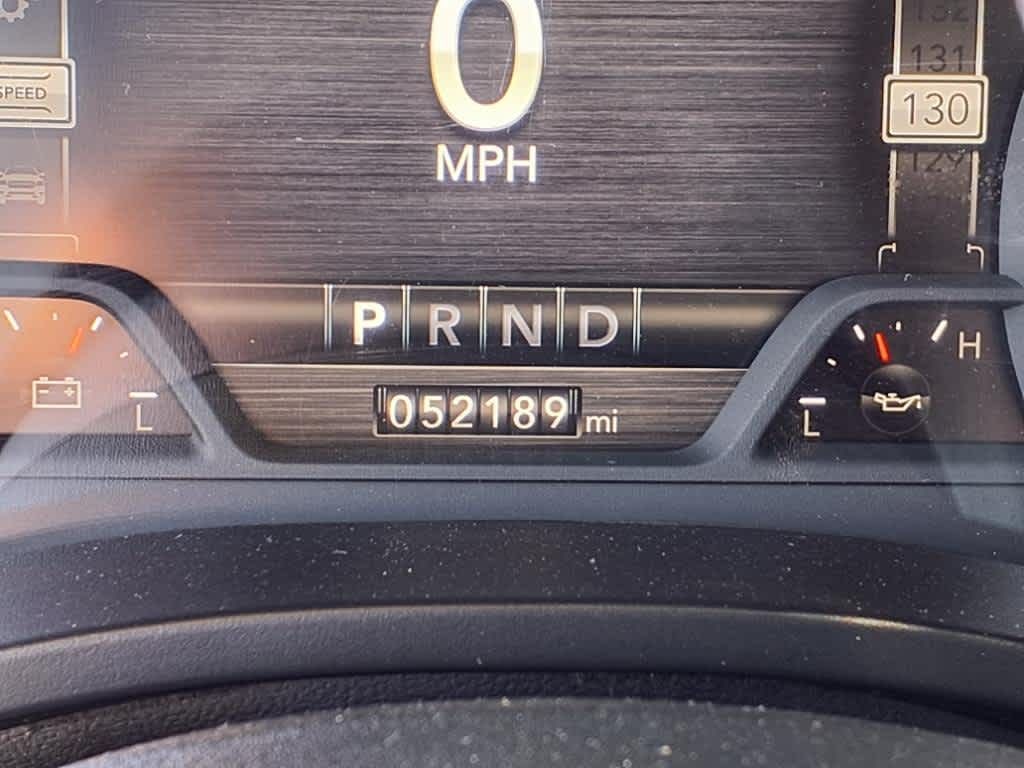 0
MPH
SPEED
132
131
130
129
P R N D
052189 mi
L
L
H